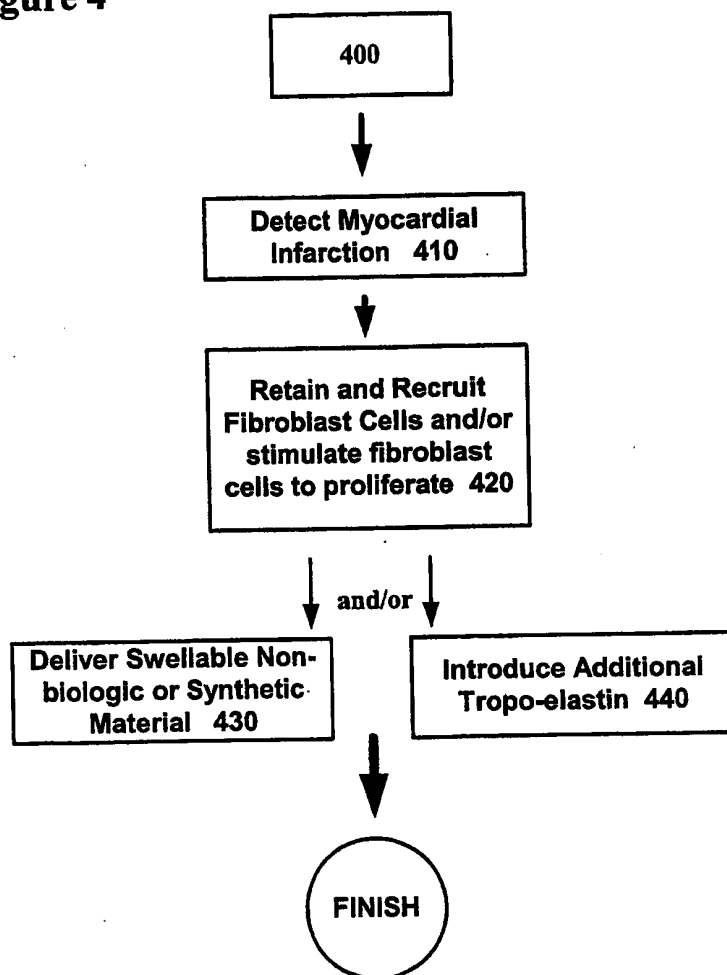 gure 4
400
Detect Myocardial
Infarction 410
Retain and Recruit
Fibroblast Cells and/or
stimulate fibroblast
cells to proliferate 420
and/or
Deliver Swellable Non-
biologic or Synthetic
Material 430
Introduce Additional
Tropo-elastin 440
FINISH